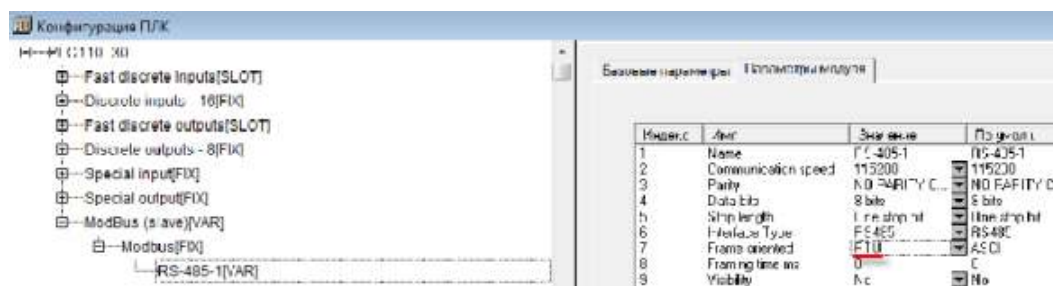 Конфигурация ПЛК
Fast discrete inputs[SLOT]
Discrete inputs - 16[FIX]
Fast discrete outputs[SLOT]
Discrete outputs - 8[FIX]
Special input[FIX]
Special output[FIX]
ModBus (slave)[VAR]
Modbus[FIX]
RS-485-1[VAR]
Базовые параметры Параметры модуля
Индекс Имя Значение По умолч
1 Name RS-485-1 RS-485-1
2 Communication speed 115200 115200
3 Parity NO PARITY C... NO PARITY C
4 Data bits 8 bits 8 bits
5 Stop length One stop bit One stop bit
6 Interface Type RS485 RS485
7 Frame oriented RTU ASCI
8 Framing time ms 0 0
9 Visibility No No